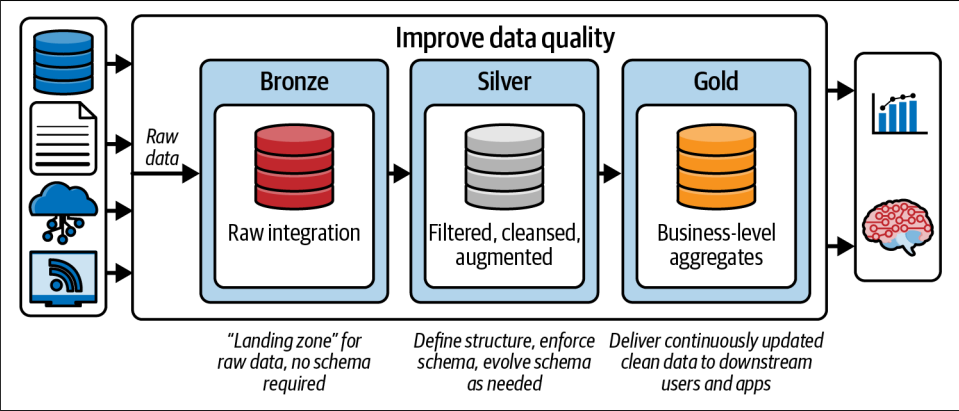 Improve data quality
Raw
data
Bronze
Raw integration
Silver
Filtered, cleansed,
augmented
Gold
Business-level
aggregates
“Landing zone” for
raw data, no schema
required
Define structure, enforce
schema, evolve schema
as needed
Deliver continuously updated
clean data to downstream
users and apps